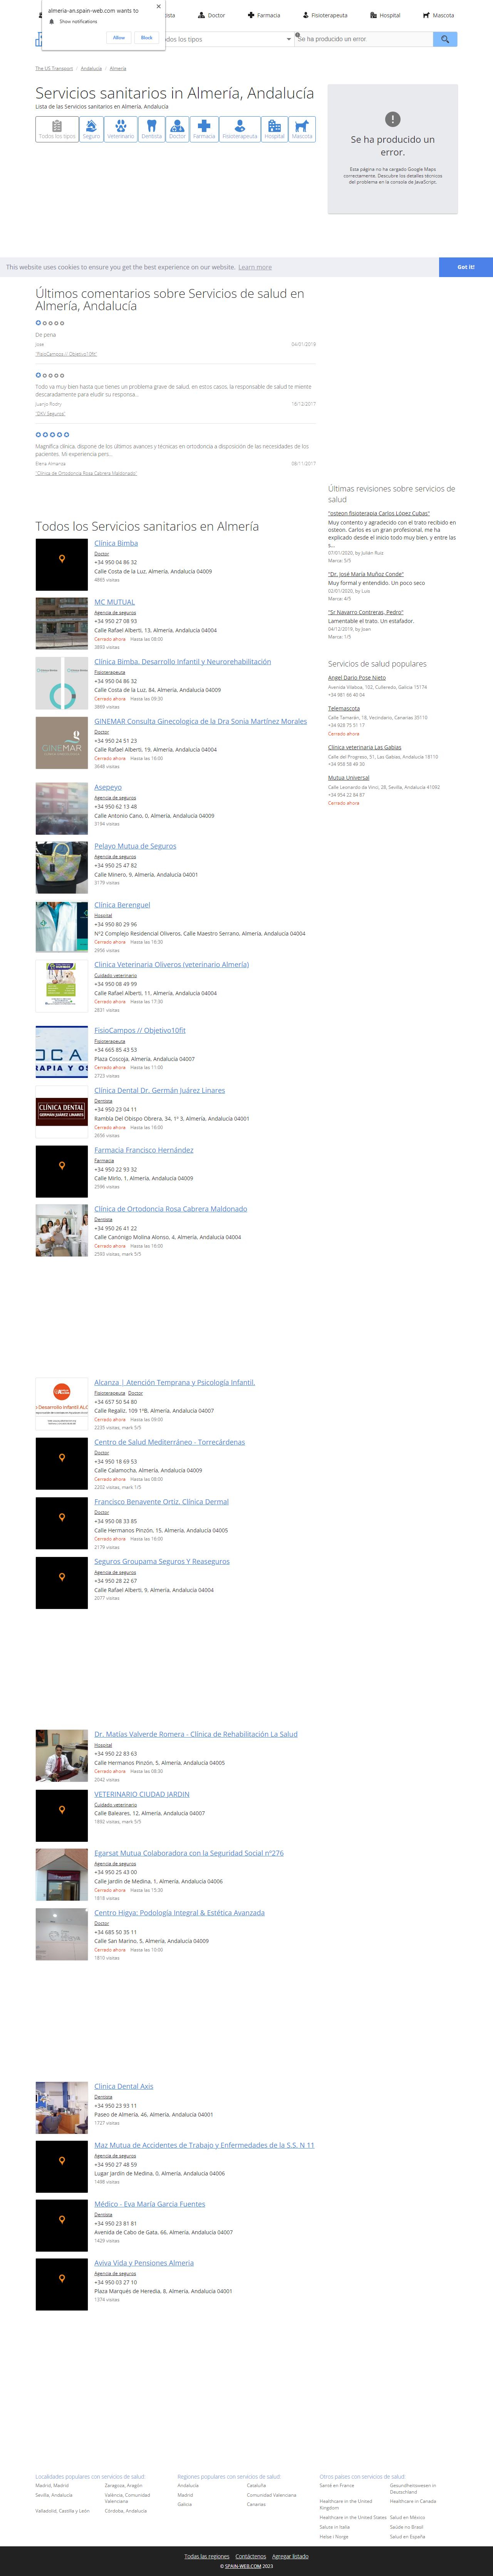 almeria-an.spain-web.com wants to
Show notifications
Allow
Block
Doctor
Farmacia
Fisioterapeuta
Hospital
Mascota
Se ha producido un error.
The US Transport / Andalucía / Almería
Servicios sanitarios in Almería, Andalucía
Lista de las Servicios sanitarios en Almería, Andalucía
Todos los tipos
Seguro
Veterinario
Dentista
Doctor
Farmacia
Fisioterapeuta
Hospital
Mascota
Se ha producido un error.
Esta página no ha cargado Google Maps correctamente. Descubre los detalles técnicos del problema en la consola de JavaScript.
This website uses cookies to ensure you get the best experience on our website. Learn more
Got it!
Últimos comentarios sobre Servicios de salud en Almería, Andalucía
De pena
Jose
04/01/2019
"FisioCampos // Objetivo10fit"
Todo va muy bien hasta que tienes un problema grave de salud, en estos casos, la responsable de salud te miente descaradamente para eludir su responsa...
Juanjo Rodry
15/12/2017
"DKV Seguros"
Magnífica clínica, dispone de los últimos avances y técnicas en ortodoncia a disposición de las necesidades de los pacientes. Mi experiencia pers...
Elena Almansa
08/11/2017
"Clínica de Ortodoncia Rosa Cabrera Maldonado"
Últimas revisiones sobre servicios de salud
"osteon fisioterapia Carlos López Cubas"
Muy contento y agradecido con el trato recibido en osteon. Carlos es un gran profesional, me ha explicado desde el inicio todo muy bien, y entre las s...
07/01/2020, by Julián Ruiz
Marca: 5/5
"Dr. José María Muñoz Conde"
Muy formal y entendido. Un poco seco
02/01/2020, by Luis
Marca: 4/5
"Sr Navarro Contreras, Pedro"
Lamentable el trato. Un estafador.
04/12/2019, by Joan
Marca: 1/5
Servicios de salud populares
Angel Dario Pose Nieto
Avenida Vilaboa, 102, Culleredo, Galicia 15174
+34 981 66 40 04
Telemascota
Calle Tamarán, 18, Vecindario, Canarias 35110
+34 928 75 51 17
Cerrado ahora
Clínica veterinaria Las Gabias
Calle del Progreso, 51, Las Gabias, Andalucía 18110
+34 958 58 49 30
Mutua Universal
Calle Leonardo da Vinci, 2B, Sevilla, Andalucía 41092
+34 954 22 84 67
Cerrado ahora
Todos los Servicios sanitarios en Almería
Clínica Bimba
Doctor
+34 950 04 86 32
Calle Costa de la Luz, Almería, Andalucía 04009
4865 visitas
MC MUTUAL
Agencia de seguros
+34 950 27 08 93
Calle Rafael Alberti, 13, Almería, Andalucía 04004
Cerrado ahora Hasta las 08:00
3893 visitas
Clínica Bimba. Desarrollo Infantil y Neurorehabilitación
Fisioterapeuta
+34 950 04 86 32
Calle Costa de la Luz, 84, Almería, Andalucía 04009
Cerrado ahora Hasta las 09:30
3869 visitas
GINEMAR Consulta Ginecologica de la Dra Sonia Martínez Morales
Doctor
+34 950 24 51 23
Calle Rafael Alberti, 19, Almería, Andalucía 04004
Cerrado ahora Hasta las 16:00
3648 visitas
Asepeyo
Agencia de seguros
+34 950 62 13 48
Calle Antonio Cano, 0, Almería, Andalucía 04009
3194 visitas
Pelayo Mutua de Seguros
Agencia de seguros
+34 950 25 47 82
Calle Minero, 9, Almería, Andalucía 04001
3179 visitas
Clínica Berenguel
Hospital
+34 950 80 29 96
Nº2 Complejo Residencial Oliveros, Calle Maestro Serrano, Almería, Andalucía 04004
Cerrado ahora Hasta las 16:30
2956 visitas
Clínica Veterinaria Oliveros (veterinario Almería)
Cuidado veterinario
+34 950 08 49 99
Calle Rafael Alberti, 11, Almería, Andalucía 04004
Cerrado ahora Hasta las 17:30
2831 visitas
FisioCampos // Objetivo10fit
Fisioterapeuta
+34 665 85 43 53
Plaza Coscoja, Almería, Andalucía 04007
Cerrado ahora Hasta las 11:00
2723 visitas
CLÍNICA DENTAL
GERMÁN JUÁREZ LINARES
Clínica Dental Dr. Germán Juárez Linares
Dentista
+34 950 23 04 11
Rambla Del Obispo Obrera, 34, 1º 3, Almería, Andalucía 04001
Cerrado ahora Hasta las 16:00
2656 visitas
Farmacia Francisco Hernández
Farmacia
+34 950 22 93 32
Calle Mirlo, 1, Almería, Andalucía 04009
2596 visitas
Clínica de Ortodoncia Rosa Cabrera Maldonado
Dentista
+34 950 26 41 22
Calle Canónigo Molina Alonso, 4, Almería, Andalucía 04004
Cerrado ahora Hasta las 16:00
2593 visitas, mark 5/5
Alcanza | Atención Temprana y Psicología Infantil.
Fisioterapeuta Doctor
+34 657 50 54 80
Calle Regaliz, 109 1ºB, Almería, Andalucía 04007
Cerrado ahora Hasta las 09:00
2235 visitas, mark 5/5
Centro de Salud Mediterráneo - Torrecárdenas
Doctor
+34 950 18 69 53
Calle Calamocha, Almería, Andalucía 04009
Cerrado ahora Hasta las 08:00
2202 visitas, mark 1/5
Francisco Benavente Ortiz. Clínica Dermal
Doctor
+34 950 08 33 85
Calle Hermanos Pinzón, 15, Almería, Andalucía 04005
Cerrado ahora Hasta las 16:00
2179 visitas
Seguros Groupama Seguros Y Reaseguros
Agencia de seguros
+34 950 28 22 67
Calle Rafael Alberti, 9, Almería, Andalucía 04004
2077 visitas
Dr. Matías Valverde Romera - Clínica de Rehabilitación La Salud
Hospital
+34 950 22 83 63
Calle Hermanos Pinzón, 5, Almería, Andalucía 04005
Cerrado ahora Hasta las 08:30
2042 visitas
VETERINARIO CIUDAD JARDIN
Cuidado veterinario
Calle Baleares, 12, Almería, Andalucía 04007
1892 visitas, mark 5/5
Egarsat Mutua Colaboradora con la Seguridad Social nº276
Agencia de seguros
+34 950 25 43 00
Calle Jardín de Medina, 1, Almería, Andalucía 04006
Cerrado ahora Hasta las 15:30
1818 visitas
Centro Higya: Podología Integral & Estética Avanzada
Doctor
+34 685 50 35 11
Calle San Marino, 5, Almería, Andalucía 04009
Cerrado ahora Hasta las 10:00
1810 visitas
Clínica Dental Axis
Dentista
+34 950 23 93 11
Paseo de Almería, 46, Almería, Andalucía 04001
1727 visitas
Maz Mutua de Accidentes de Trabajo y Enfermedades de la S.S. N 11
Agencia de seguros
+34 950 27 48 59
Lugar Jardín de Medina, 0, Almería, Andalucía 04006
1498 visitas
Médico - Eva María García Fuentes
Dentista
+34 950 23 81 81
Avenida de Cabo de Gata, 66, Almería, Andalucía 04007
1429 visitas
Aviva Vida y Pensiones Almería
Agencia de seguros
+34 950 03 27 10
Plaza Marqués de Heredia, 8, Almería, Andalucía 04001
1374 visitas
Localidades populares con servicios de salud:
Madrid, Madrid
Zaragoza, Aragón
Sevilla, Andalucía
València, Comunidad Valenciana
Valladolid, Castilla y León
Córdoba, Andalucía
Regiones populares con servicios de salud:
Andalucía
Cataluña
Madrid
Comunidad Valenciana
Galicia
Canarias
Otros países con servicios de salud:
Santé en France
Gesundheitswesen in Deutschland
Healthcare in the United Kingdom
Healthcare in Canada
Healthcare in the United States
Salud en México
Salute in Italia
Saúde no Brasil
Helse i Norge
Salud en España
Todas las regiones
Contáctenos
Agregar listado
© SPAIN-WEB.COM 2023